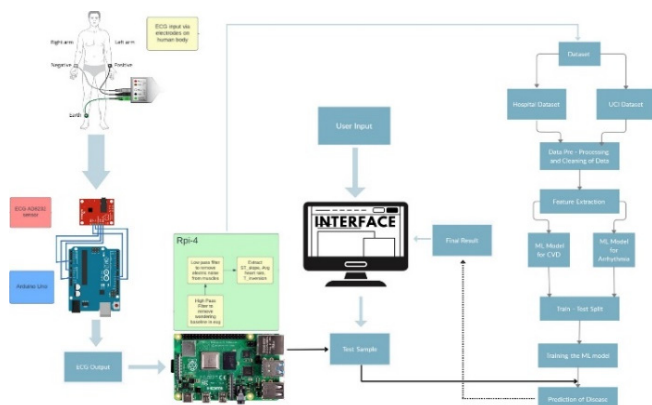 ECG input via
electrodes on
human body
Right arm
Left arm
Negative
Positive
Earth
ECG-AD8232
sensor
Arduino Uno
ECG Output
Rpi-4
Low pass filter
to remove
electric noise
from muscles
Extract
ST_slope, Avg
heart rate,
T_inversion
High Pass
Filter to
remove
wandering
baseline in ecg
User Input
INTERFACE
Final Result
Test Sample
Dataset
Hospital Dataset
UCI Dataset
Data Pre - Processing
and Cleaning of Data
Feature Extraction
ML Model
for CVD
ML Model
for
Arrhythmia
Train - Test Split
Training the ML model
Prediction of Disease